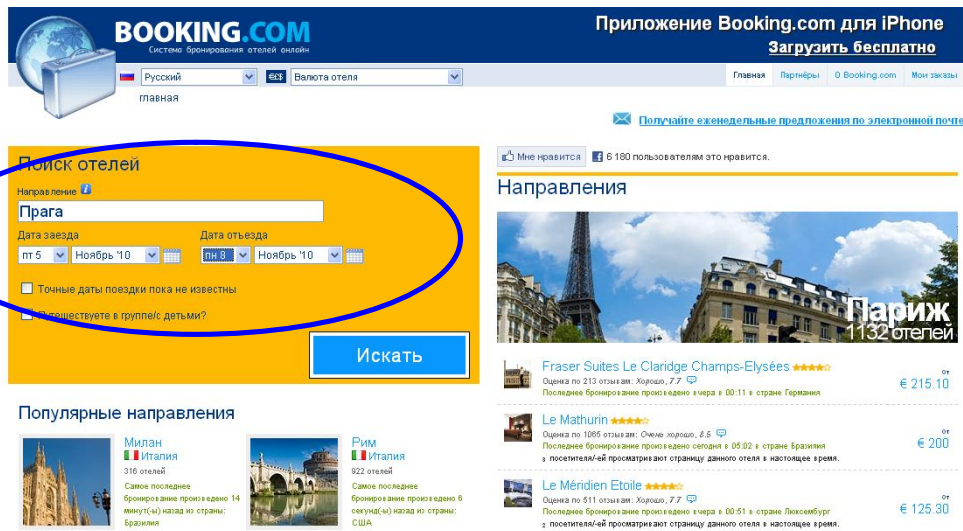 BOOKING.COM
Система бронирования отелей онлайн
Приложение Booking.com для iPhone
Загрузить бесплатно
Русский
€£$
Валюта отеля
Главная Партнёры О Booking.com Мои заказы
главная
Получайте еженедельные предложения по электронной почте
Поиск отелей
Направление
Прага
Дата заезда Дата отъезда
пт 5 Ноябрь '10 пн 8 Ноябрь '10
Точные даты поездки пока не известны
Путешествуете в группе/с детьми?
Искать
Популярные направления
Милан
Италия
316 отелей
Самое последнее
бронирование произведено 14
минут(-ы) назад из страны:
Бразилия
Рим
Италия
922 отелей
Самое последнее
бронирование произведено 6
секунд(-ы) назад из страны:
США
Мне нравится 6 180 пользователям это нравится.
Направления
Париж
1132 отелей
Fraser Suites Le Claridge Champs-Elysées
Оценка по 213 отзывам: Хорошо, 7.7
Последнее бронирование произведено вчера в 00:11 в стране Германия
от
€ 215.10
Le Mathurin
Оценка по 1065 отзывам: Очень хорошо, 8.5
Последнее бронирование произведено сегодня в 05:02 в стране Бразилия
3 посетителя/-ей просматривают страницу данного отеля в настоящее время.
от
€ 200
Le Méridien Etoile
Оценка по 511 отзывам: Хорошо, 7.7
Последнее бронирование произведено вчера в 00:51 в стране Люксембург
2 посетителя/-ей просматривают страницу данного отеля в настоящее время.
от
€ 125.30